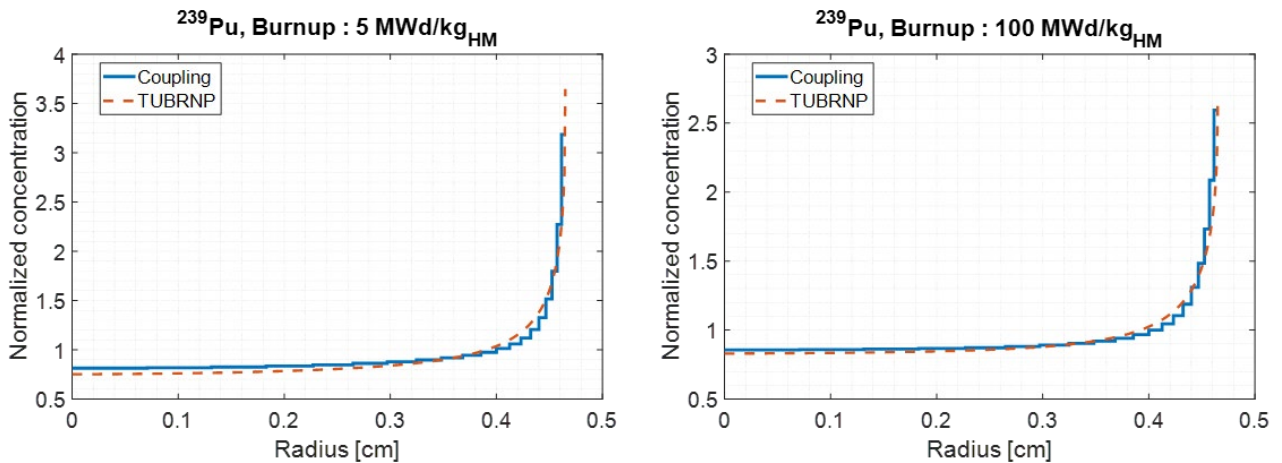 ²³⁹Pu, Burnup : 5 MWd/kg_HM
Coupling
TUBRNP
Normalized concentration
4
3.5
3
2.5
2
1.5
1
0.5
0
0.1
0.2
0.3
0.4
0.5
Radius [cm]
²³⁹Pu, Burnup : 100 MWd/kg_HM
Coupling
TUBRNP
Normalized concentration
3
2.5
2
1.5
1
0.5
0
0.1
0.2
0.3
0.4
0.5
Radius [cm]